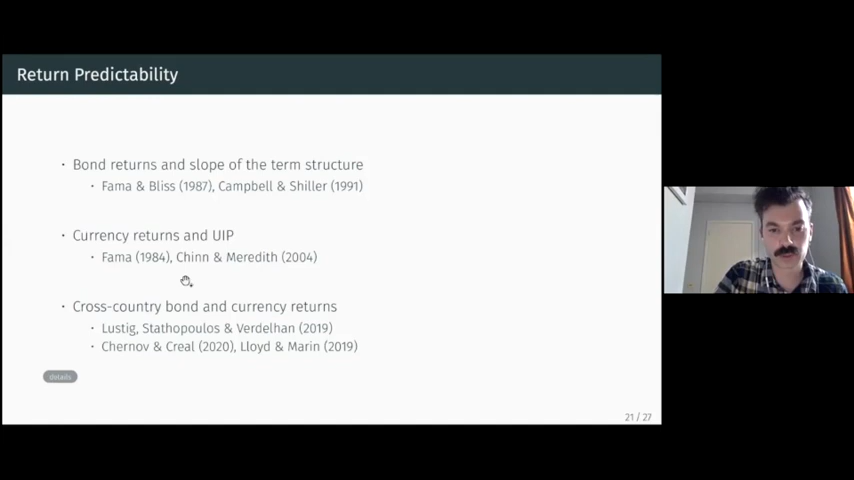 Return Predictability
· Bond returns and slope of the term structure
· Fama & Bliss (1987), Campbell & Shiller (1991)
· Currency returns and UIP
· Fama (1984), Chinn & Meredith (2004)
· Cross-country bond and currency returns
· Lustig, Stathopoulos & Verdelhan (2019)
· Chernov & Creal (2020), Lloyd & Marin (2019)
details
21 / 27